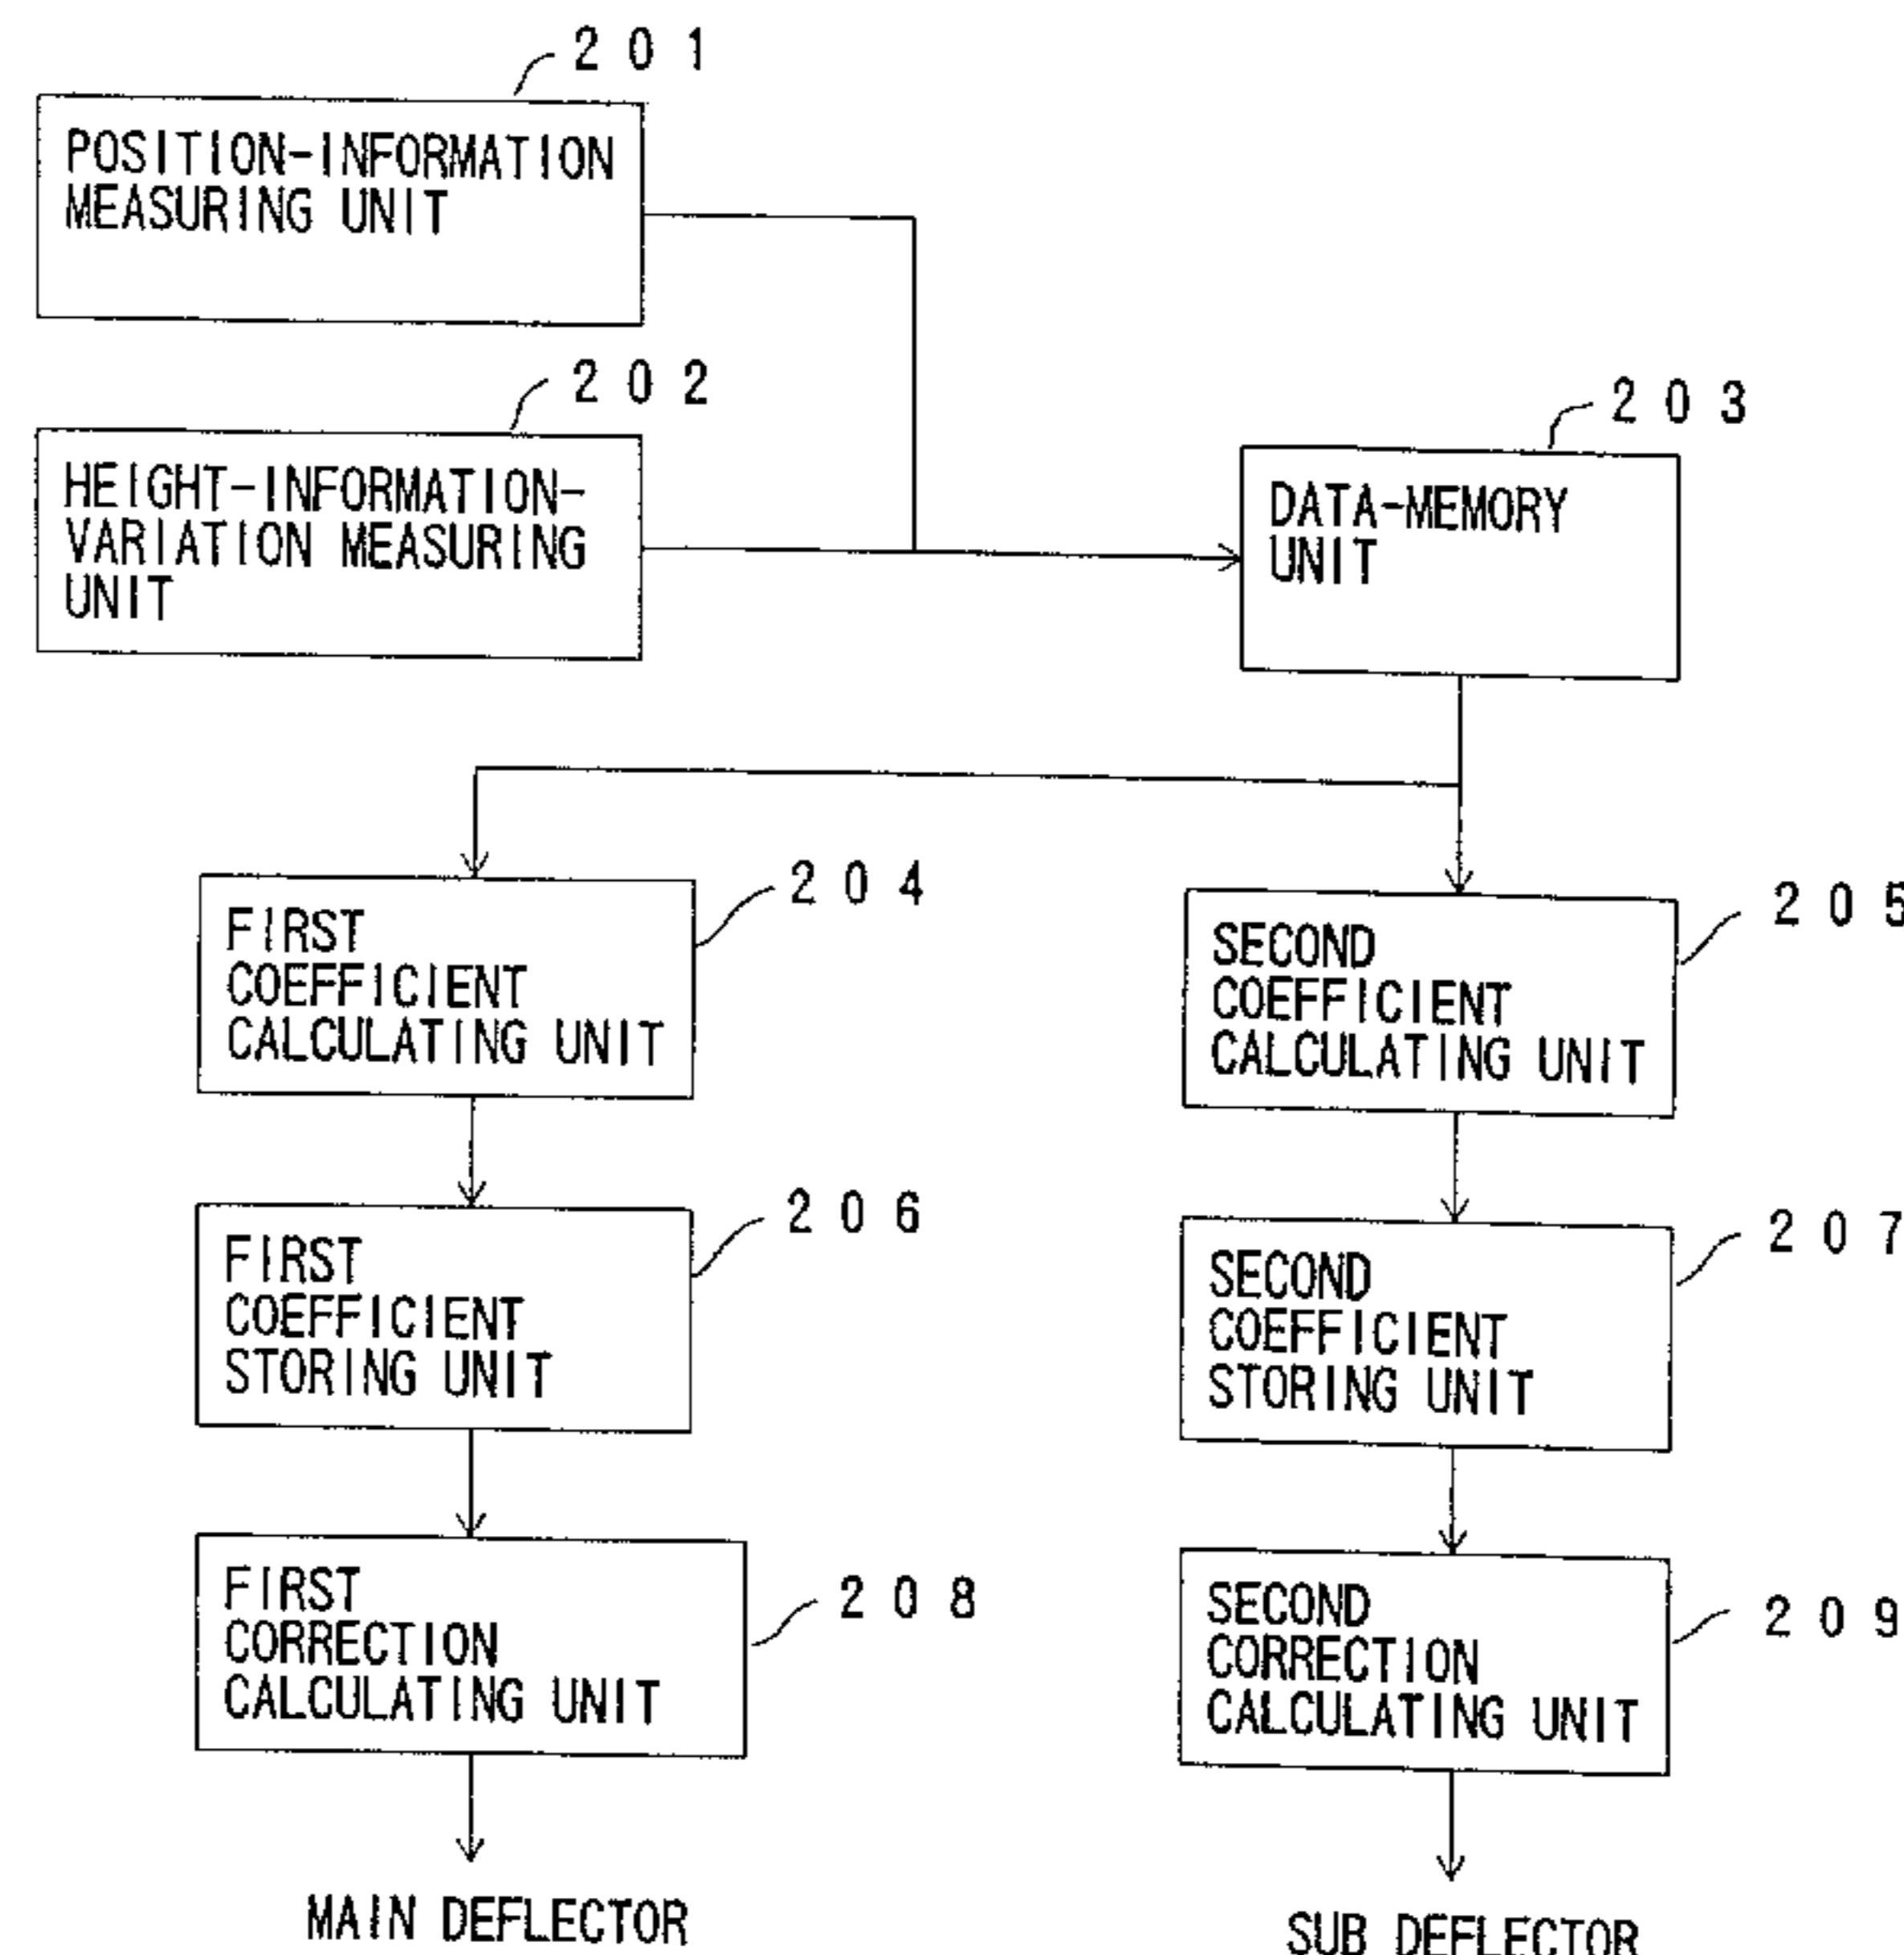 201
POSITION-INFORMATION
MEASURING UNIT
202
HEIGHT-INFORMATION-
VARIATION MEASURING
UNIT
203
DATA-MEMORY
UNIT
204
FIRST
COEFFICIENT
CALCULATING UNIT
205
SECOND
COEFFICIENT
CALCULATING UNIT
206
FIRST
COEFFICIENT
STORING UNIT
207
SECOND
COEFFICIENT
STORING UNIT
208
FIRST
CORRECTION
CALCULATING UNIT
209
SECOND
CORRECTION
CALCULATING UNIT
MAIN DEFLECTOR
SUB DEFLECTOR